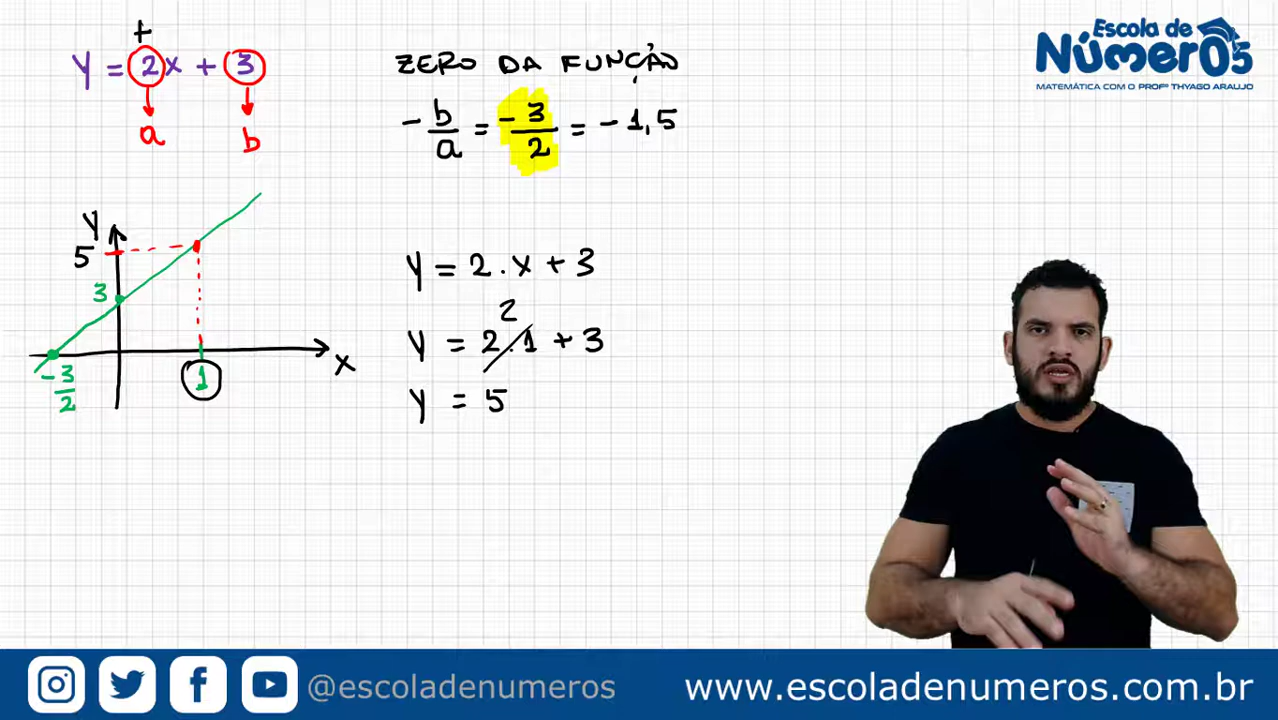 +
Y = 2x + 3
a
b
ZERO DA FUNÇÃO
- b/a = - 3/2 = - 1,5
Y
5
3
- 3/2
1
X
Y = 2 . x + 3
2
Y = 2 . 1 + 3
Y = 5
Escola de
NúmerOs
MATEMÁTICA COM O PROFº THYAGO ARAUJO
@escoladenumeros
www.escoladenumeros.com.br